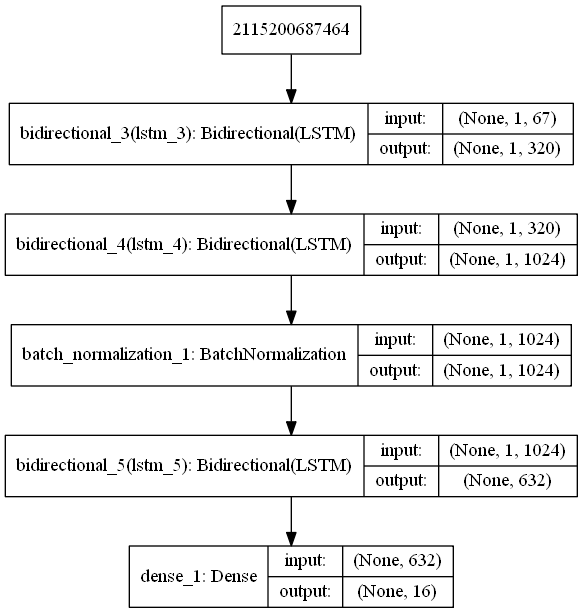 2115200687464
bidirectional_3(lstm_3): Bidirectional(LSTM)
input: (None, 1, 67)
output: (None, 1, 320)
bidirectional_4(lstm_4): Bidirectional(LSTM)
input: (None, 1, 320)
output: (None, 1, 1024)
batch_normalization_1: BatchNormalization
input: (None, 1, 1024)
output: (None, 1, 1024)
bidirectional_5(lstm_5): Bidirectional(LSTM)
input: (None, 1, 1024)
output: (None, 632)
dense_1: Dense
input: (None, 632)
output: (None, 16)